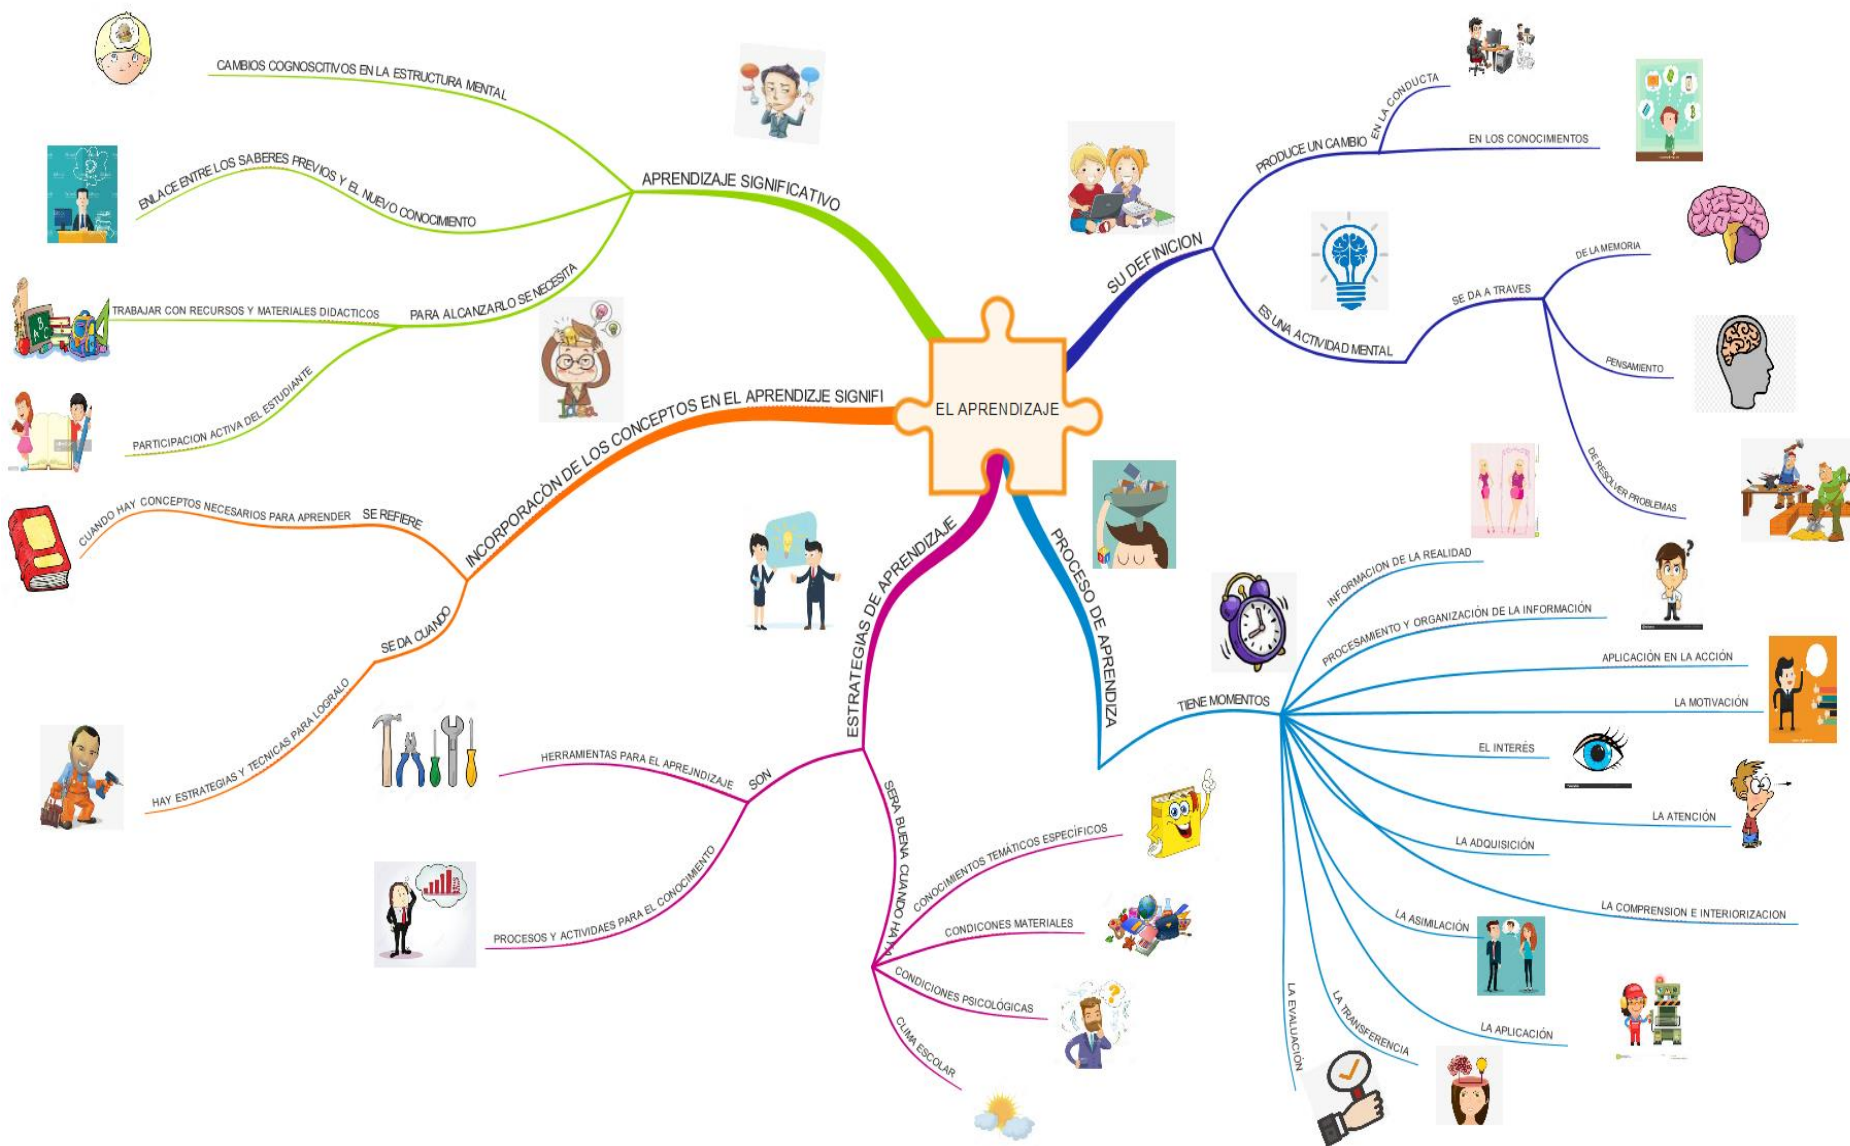 EL APRENDIZAJE
APRENDIZAJE SIGNIFICATIVO
CAMBIOS COGNOSCITIVOS EN LA ESTRUCTURA MENTAL
ENLACE ENTRE LOS SABERES PREVIOS Y EL NUEVO CONOCIMIENTO
PARA ALCANZARLO SE NECESITA
TRABAJAR CON RECURSOS Y MATERIALES DIDACTICOS
PARTICIPACION ACTIVA DEL ESTUDIANTE
INCORPORACÒN DE LOS CONCEPTOS EN EL APRENDIZJE SIGNIFI
SE REFIERE
CUANDO HAY CONCEPTOS NECESARIOS PARA APRENDER
SE DA CUANDO
HAY ESTRATEGIAS Y TECNICAS PARA LOGRALO
ESTRATEGIAS DE APRENDIZAJE
SON
HERRAMIENTAS PARA EL APREJNDIZAJE
PROCESOS Y ACTIVIDAES PARA EL CONOCIMIENTO
SERA BUENA CUANDO HAYA
CONOCIMIENTOS TEMÁTICOS ESPECÍFICOS
CONDICONES MATERIALES
CONDICIONES PSICOLÓGICAS
CLIMA ESCOLAR
SU DEFINICION
PRODUCE UN CAMBIO
EN LA CONDUCTA
EN LOS CONOCIMIENTOS
ES UNA ACTIVIDAD MENTAL
SE DA A TRAVES
DE LA MEMORIA
PENSAMIENTO
DE RESOLVER PROBLEMAS
PROCESO DE APRENDIZA
TIENE MOMENTOS
INFORMACION DE LA REALIDAD
PROCESAMIENTO Y ORGANIZACIÓN DE LA INFORMACIÓN
APLICACIÓN EN LA ACCIÓN
LA MOTIVACIÓN
EL INTERÉS
LA ATENCIÓN
LA ADQUISICIÓN
LA COMPRENSION E INTERIORIZACION
LA ASIMILACIÓN
LA APLICACIÓN
LA TRANSFERENCIA
LA EVALUACIÓN